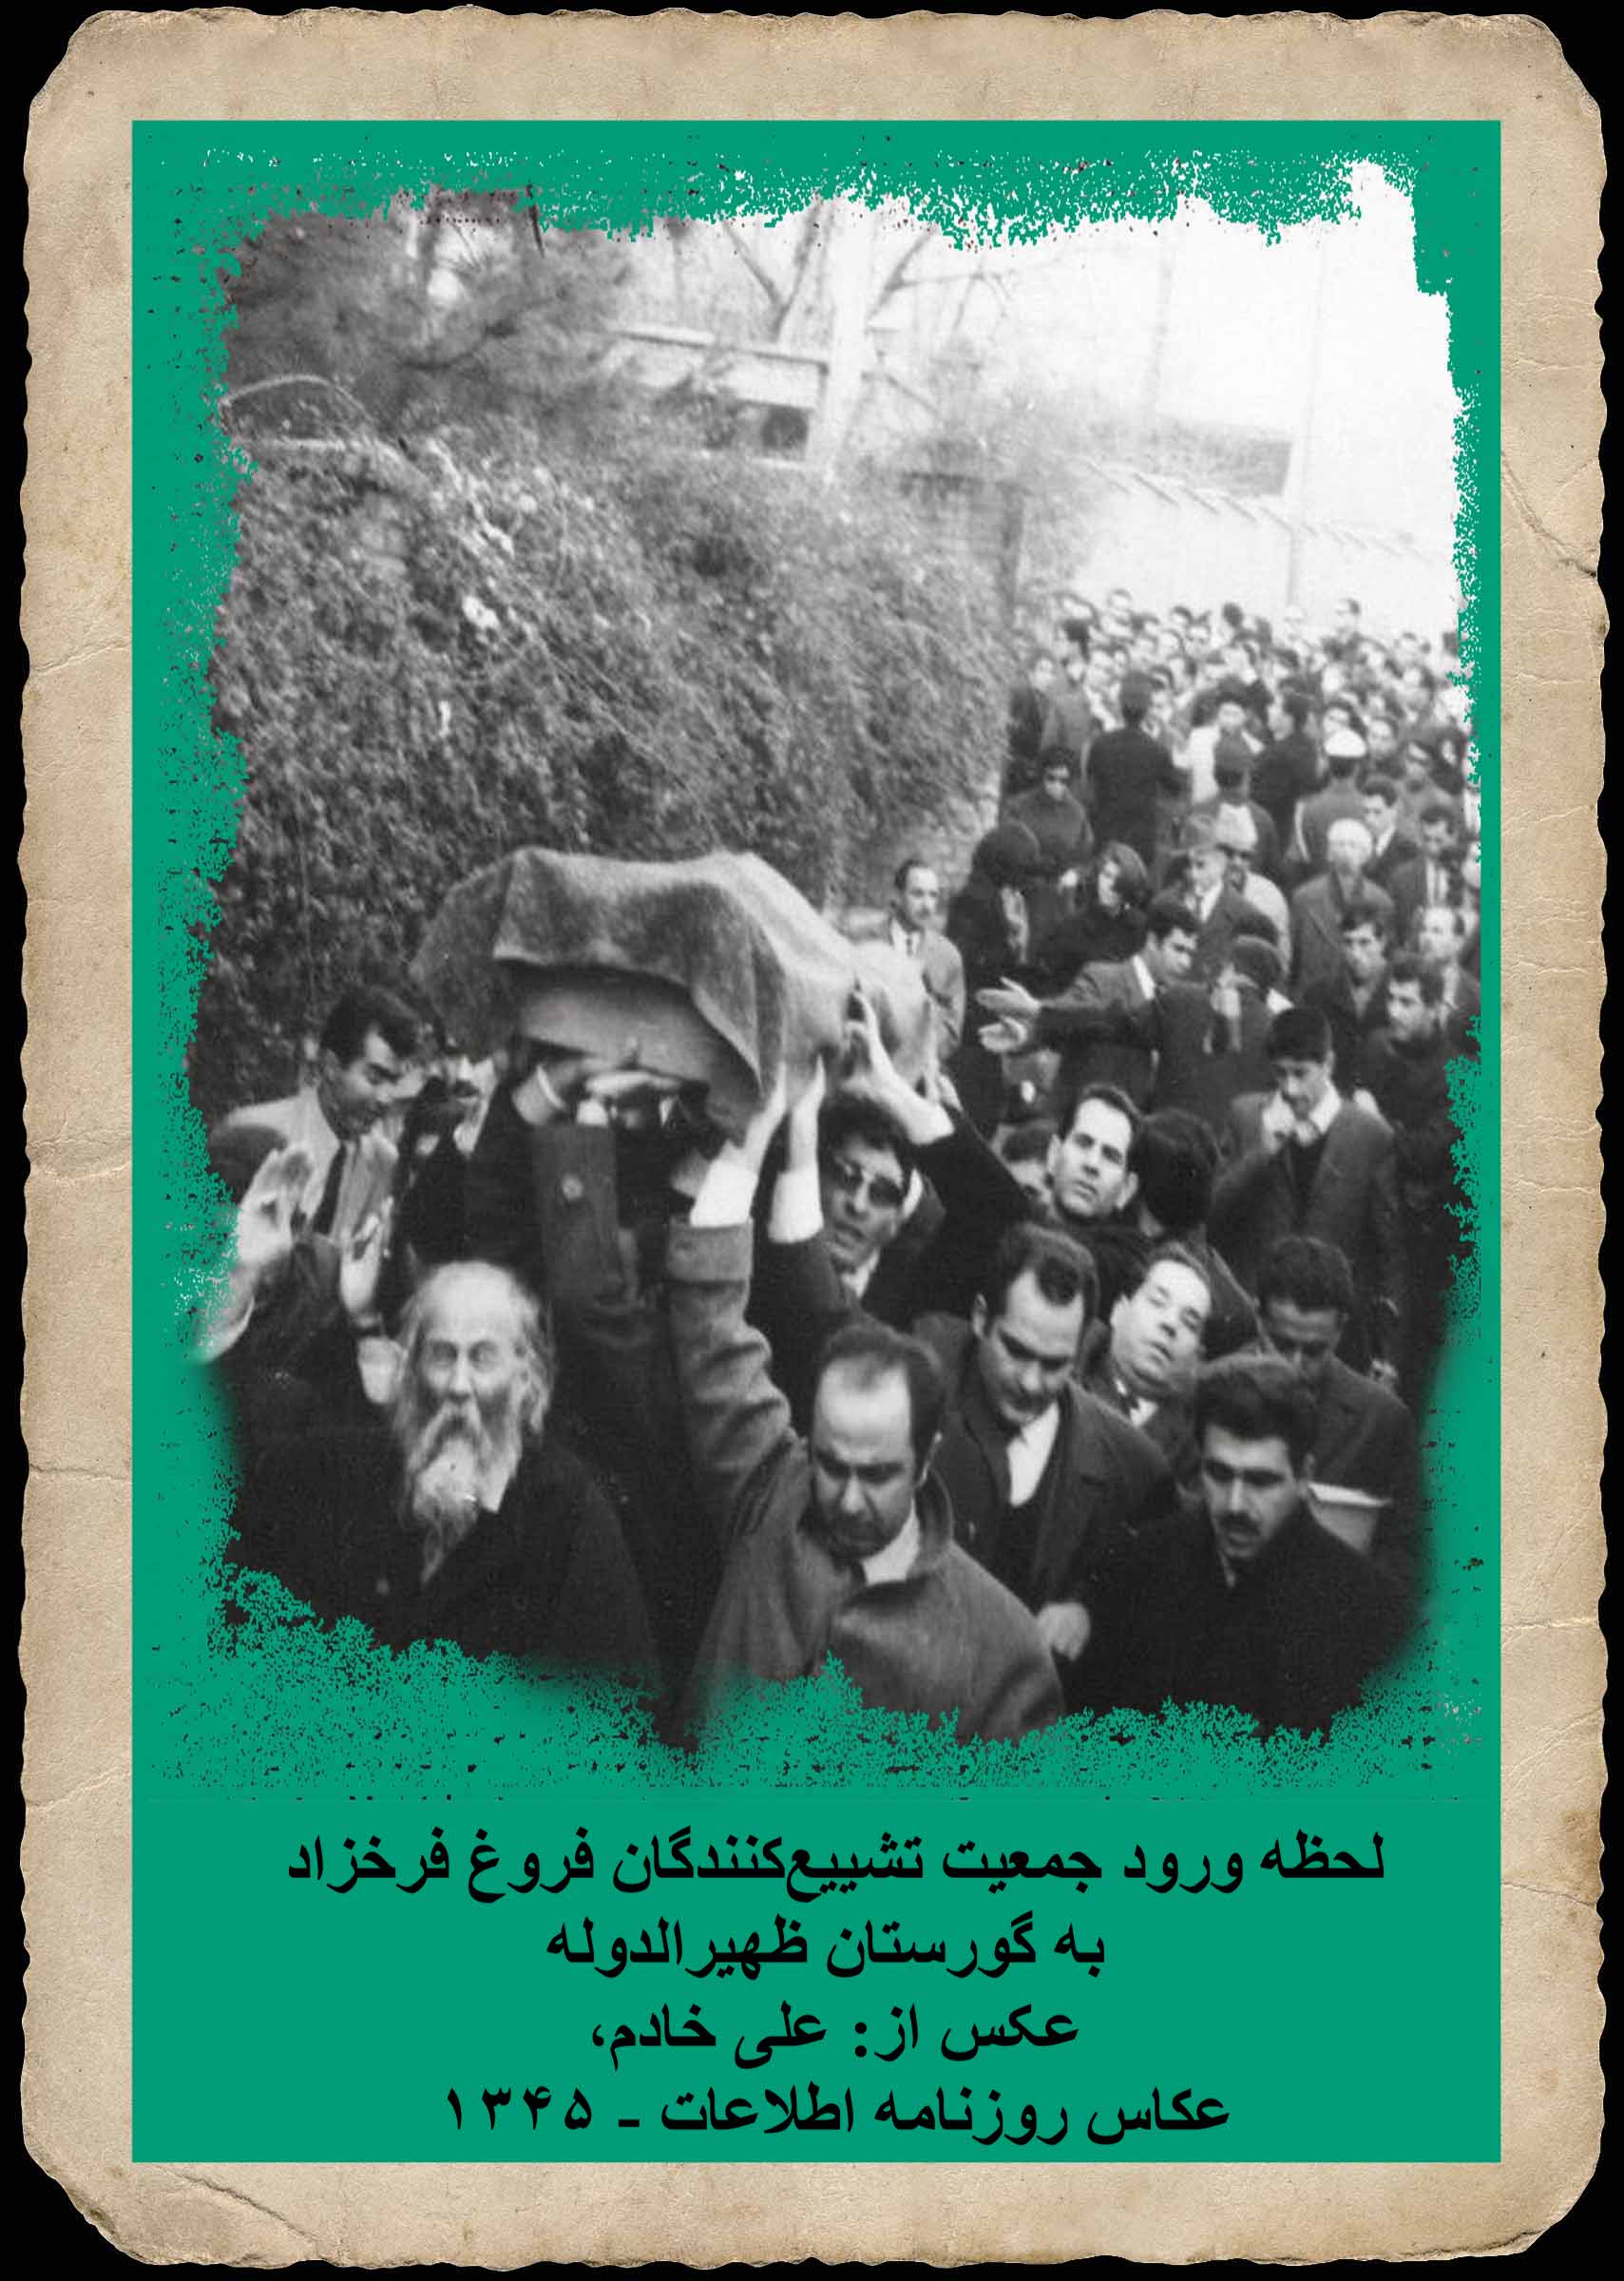 لحظه ورود جمعیت تشییع‌کنندگان فروغ فرخزاد
به گورستان ظهیرالدوله
عکس از: علی خادم،
عکاس روزنامه اطلاعات ـ ۱۳۴۵